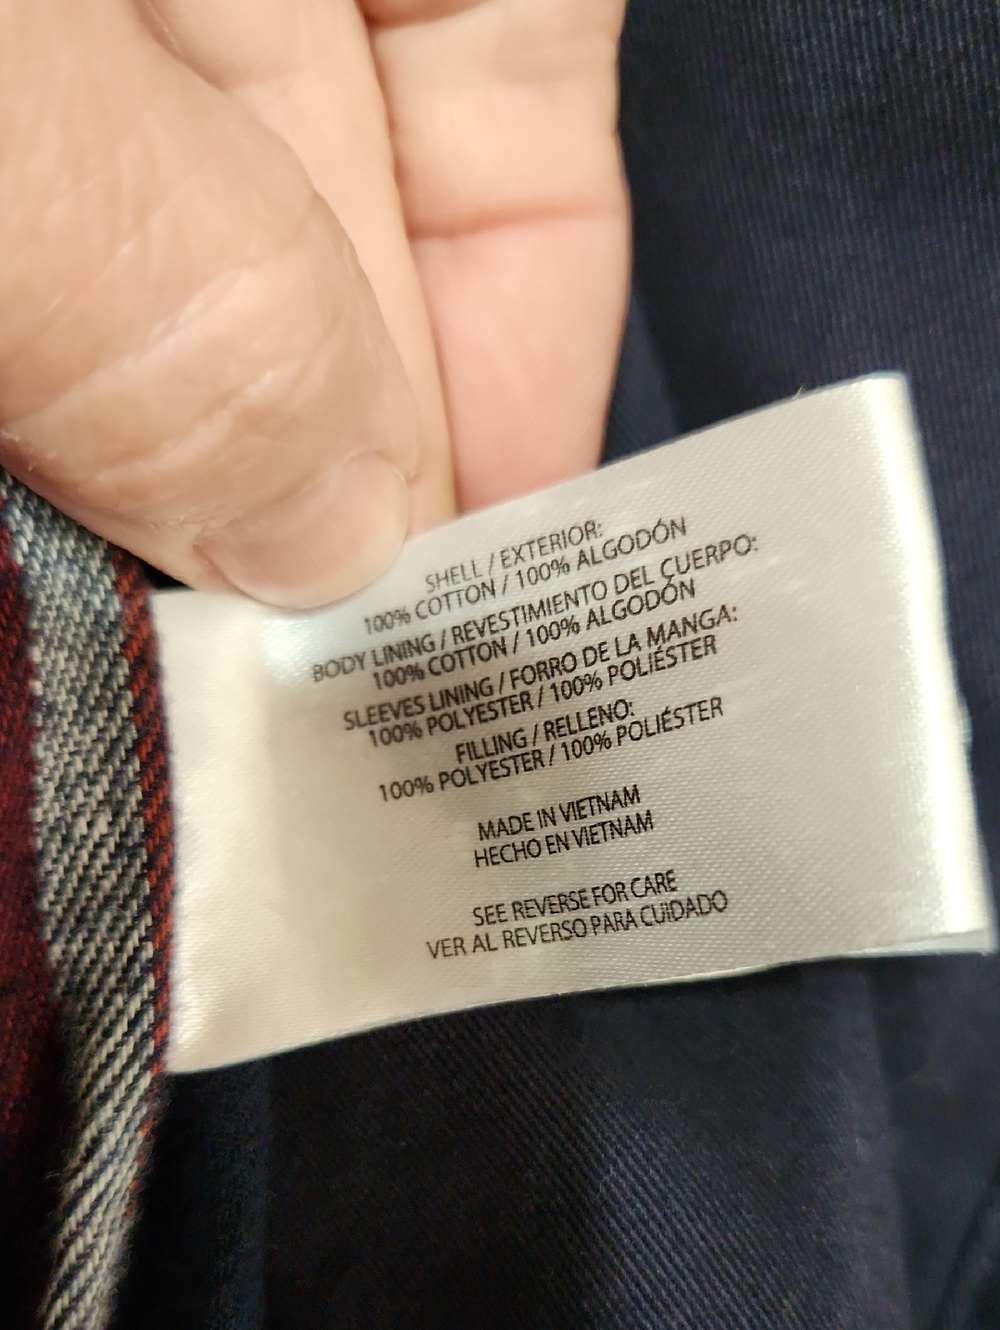 SHELL / EXTERIOR:
100% COTTON / 100% ALGODÓN
BODY LINING / REVESTIMIENTO DEL CUERPO:
100% COTTON / 100% ALGODÓN
SLEEVES LINING / FORRO DE LA MANGA:
100% POLYESTER / 100% POLIÉSTER
FILLING / RELLENO:
100% POLYESTER / 100% POLIÉSTER
MADE IN VIETNAM
HECHO EN VIETNAM
SEE REVERSE FOR CARE
VER AL REVERSO PARA CUIDADO